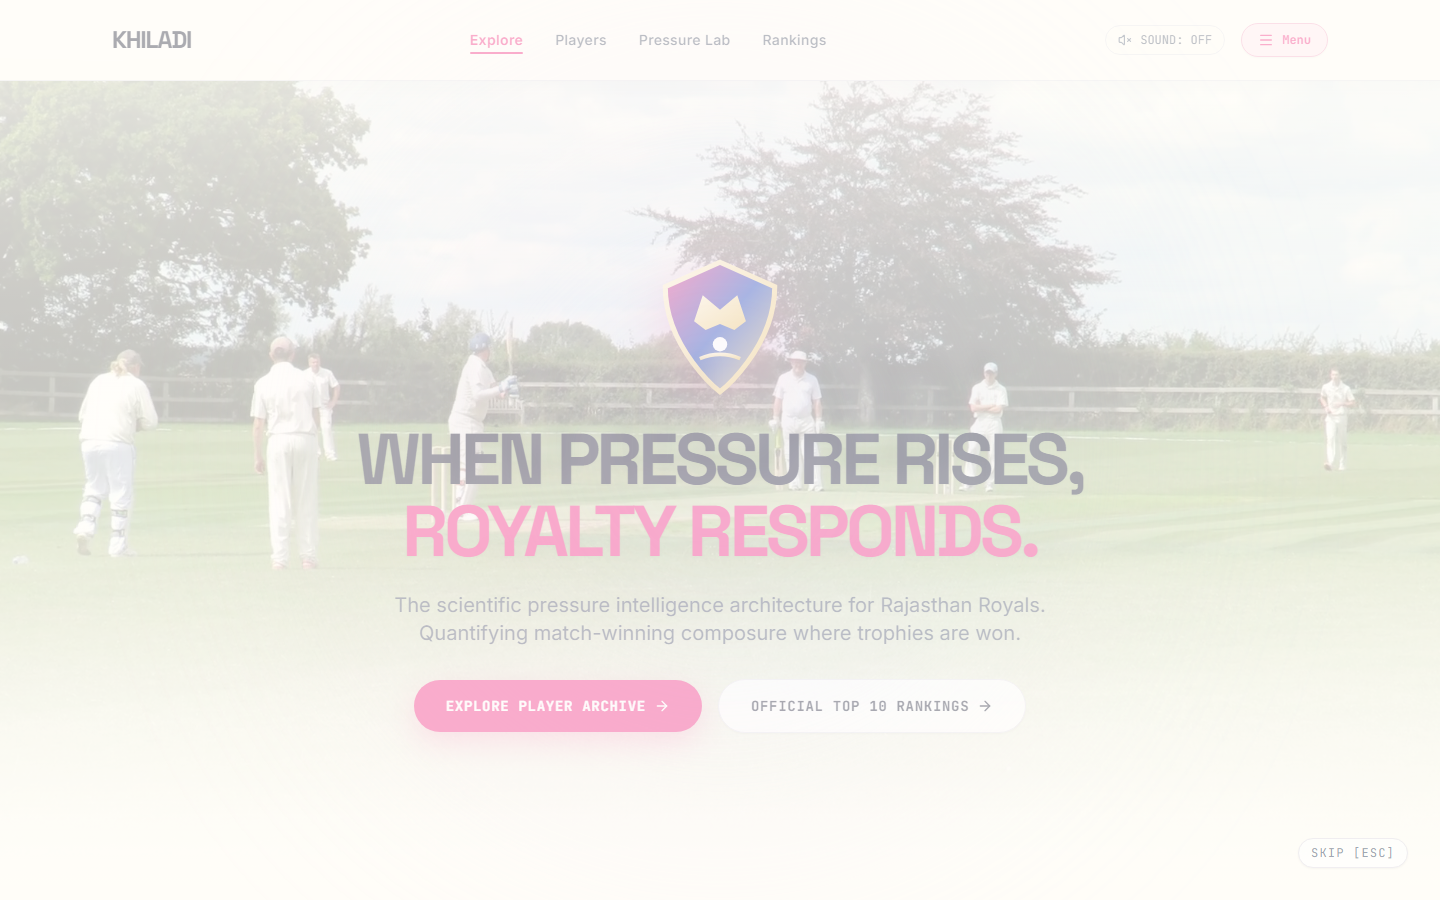 KHILADI
Explore
Players
Pressure Lab
Rankings
SOUND: OFF
Menu
WHEN PRESSURE RISES,
ROYALTY RESPONDS.
The scientific pressure intelligence architecture for Rajasthan Royals.
Quantifying match-winning composure where trophies are won.
EXPLORE PLAYER ARCHIVE →
OFFICIAL TOP 10 RANKINGS →
SKIP [ESC]